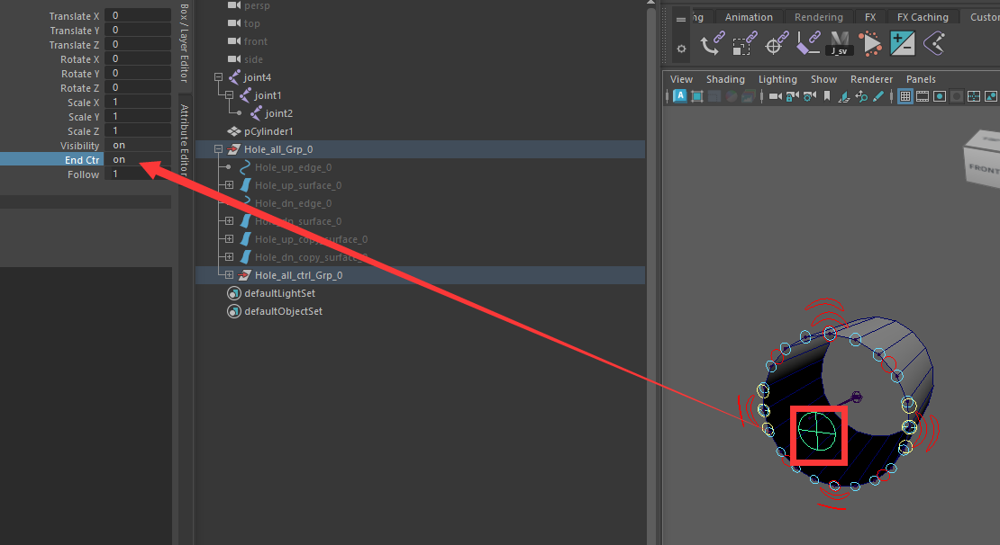 Translate X 0
Translate Y 0
Translate Z 0
Rotate X 0
Rotate Y 0
Rotate Z 0
Scale X 1
Scale Y 1
Scale Z 1
Visibility on
End Ctr on
Follow 1
Box / Layer Editor
Attribute Editor
persp
top
front
side
joint4
joint1
joint2
pCylinder1
Hole_all_Grp_0
Hole_up_edge_0
Hole_up_surface_0
Hole_dn_edge_0
Hole_dn_surface_0
Hole_up_copy_surface_0
Hole_dn_copy_surface_0
Hole_all_ctrl_Grp_0
defaultLightSet
defaultObjectSet
ng Animation Rendering FX FX Caching Custo
J_sv
View Shading Lighting Show Renderer Panels
A
FRONT